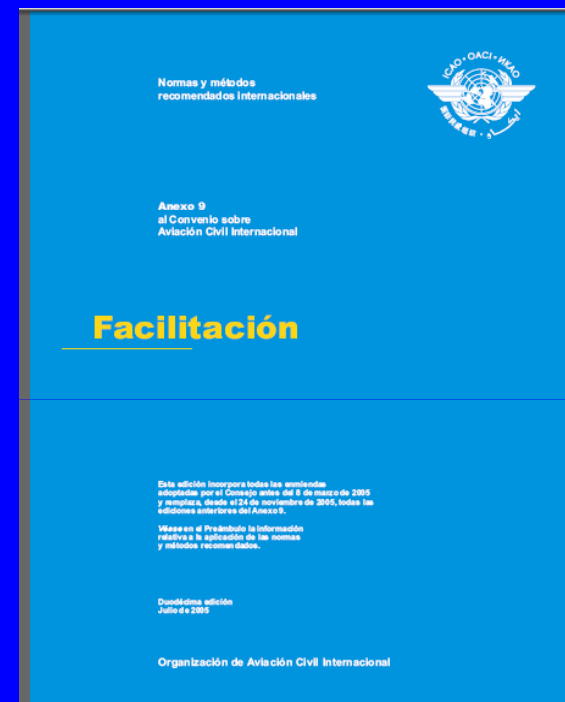 Normas y métodos
recomendados internacionales
ICAO • OACI • ИКАО
Anexo 9
al Convenio sobre
Aviación Civil Internacional
Facilitación
Esta edición incorpora todas las enmiendas
adoptadas por el Consejo antes del 8 de marzo de 2005
y remplaza, desde el 24 de noviembre de 2005, todas las
ediciones anteriores del Anexo 9.
Véase en el Preámbulo la información
relativa a la aplicación de las normas
y métodos recomendados.
Duodécima edición
Julio de 2005
Organización de Aviación Civil Internacional